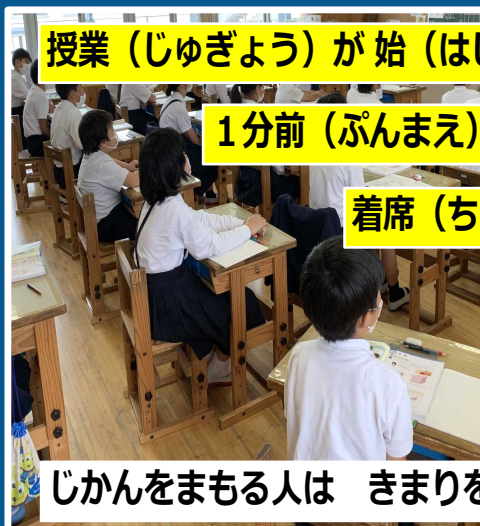 授業（じゅぎょう）が 始（はじ
１分前（ぷんまえ）
着席（ち
じかんをまもる人は　きまりを